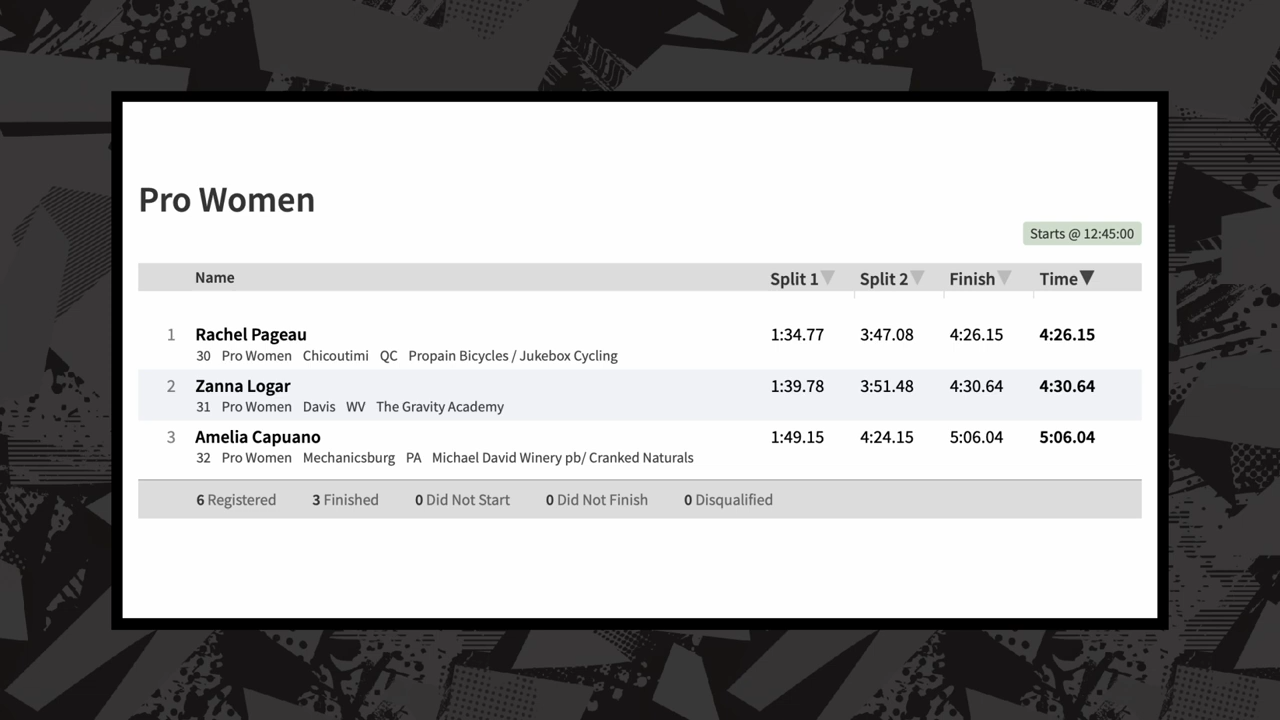 Pro Women
Starts @ 12:45:00
Name Split 1 Split 2 Finish Time
1 Rachel Pageau 1:34.77 3:47.08 4:26.15 4:26.15
30 Pro Women Chicoutimi QC Propain Bicycles / Jukebox Cycling
2 Zanna Logar 1:39.78 3:51.48 4:30.64 4:30.64
31 Pro Women Davis WV The Gravity Academy
3 Amelia Capuano 1:49.15 4:24.15 5:06.04 5:06.04
32 Pro Women Mechanicsburg PA Michael David Winery pb/ Cranked Naturals
6 Registered 3 Finished 0 Did Not Start 0 Did Not Finish 0 Disqualified